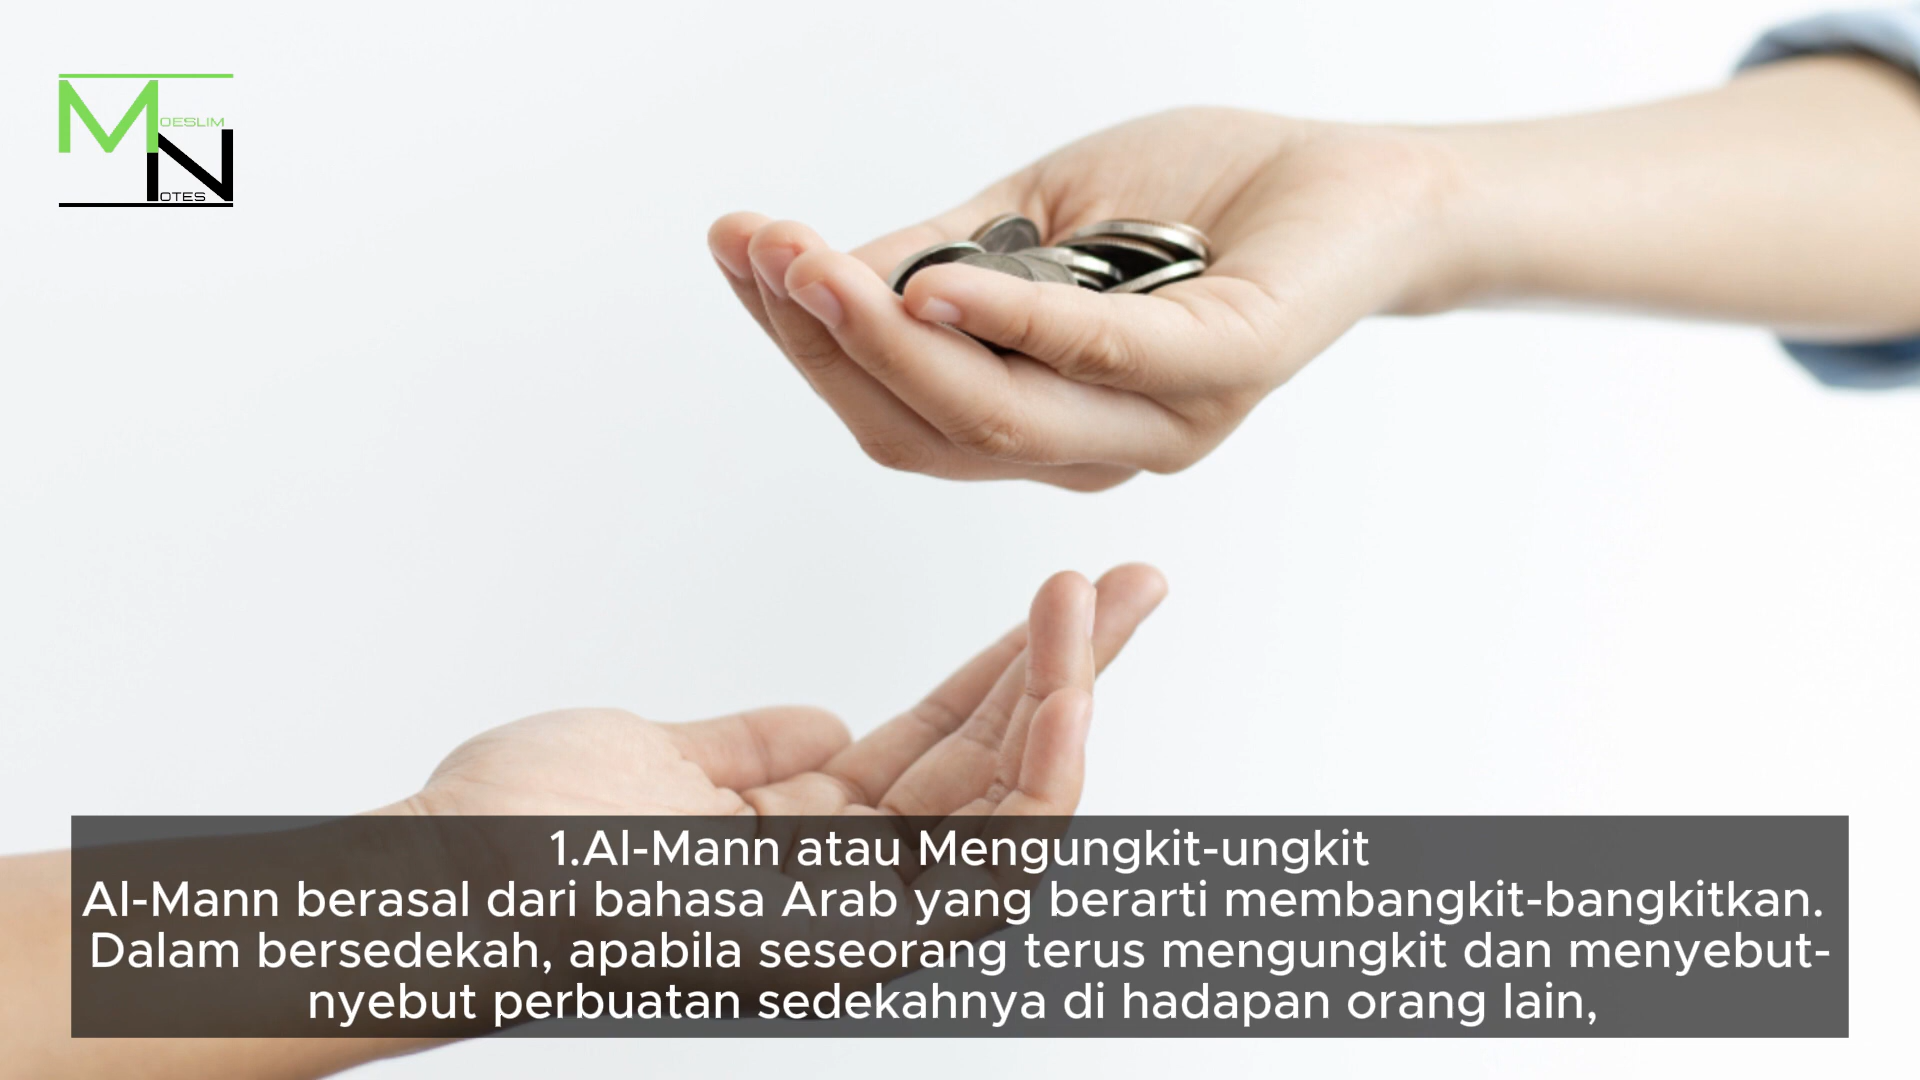 MOESLIM
NOTES
1.Al-Mann atau Mengungkit-ungkit
Al-Mann berasal dari bahasa Arab yang berarti membangkit-bangkitkan.
Dalam bersedekah, apabila seseorang terus mengungkit dan menyebut-
nyebut perbuatan sedekahnya di hadapan orang lain,